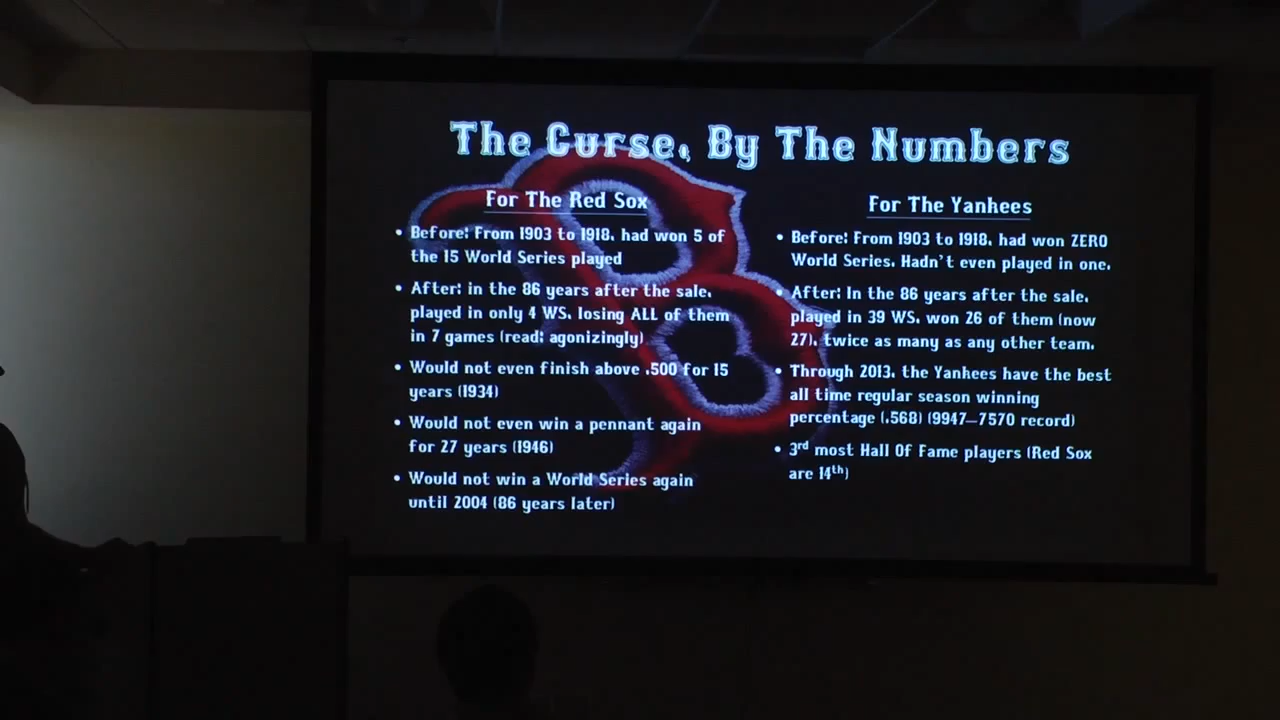 The Curse, By The Numbers
For The Red Sox
• Before: From 1903 to 1918, had won 5 of
the 15 World Series played
• After: in the 86 years after the sale,
played in only 4 WS, losing ALL of them
in 7 games (read: agonizingly)
• Would not even finish above .500 for 15
years (1934)
• Would not even win a pennant again
for 27 years (1946)
• Would not win a World Series again
until 2004 (86 years later)
For The Yankees
• Before: From 1903 to 1918, had won ZERO
World Series. Hadn't even played in one.
• After: In the 86 years after the sale,
played in 39 WS, won 26 of them (now
27), twice as many as any other team.
• Through 2013, the Yankees have the best
all time regular season winning
percentage (.568) (9947–7570 record)
• 3rd most Hall Of Fame players (Red Sox
are 14th)